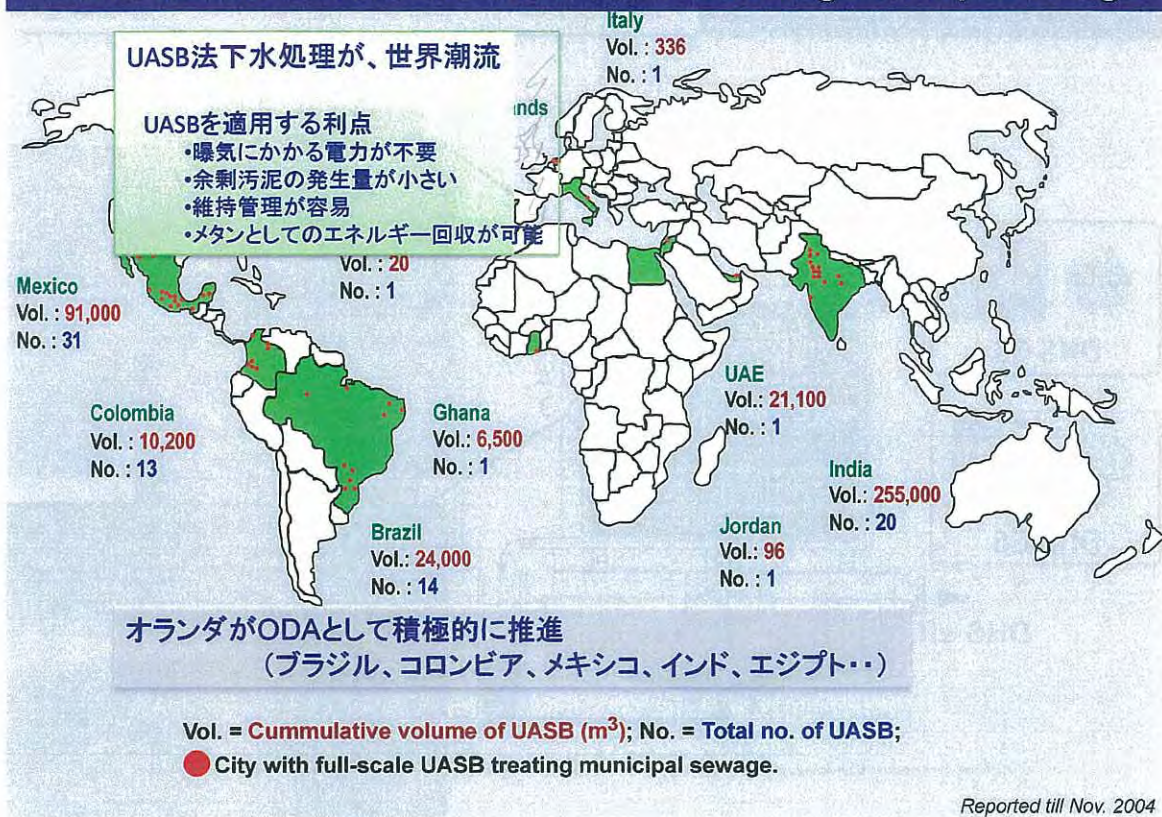 Italy
Vol. : 336
No. : 1
UASB法下水処理が、世界潮流
nds
UASBを適用する利点
•曝気にかかる電力が不要
•余剰汚泥の発生量が小さい
•維持管理が容易
•メタンとしてのエネルギー回収が可能
Vol. : 20
No. : 1
Mexico
Vol. : 91,000
No. : 31
Colombia
Vol. : 10,200
No. : 13
Ghana
Vol.: 6,500
No. : 1
UAE
Vol.: 21,100
No. : 1
India
Vol.: 255,000
No. : 20
Brazil
Vol.: 24,000
No. : 14
Jordan
Vol.: 96
No. : 1
オランダがODAとして積極的に推進
(ブラジル、コロンビア、メキシコ、インド、エジプト・・)
Vol. = Cummulative volume of UASB (m³); No. = Total no. of UASB;
City with full-scale UASB treating municipal sewage.
Reported till Nov. 2004